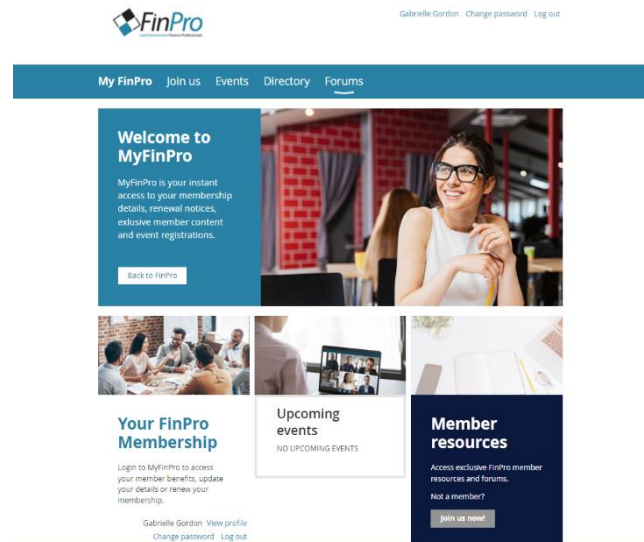 FinPro
Local Government Finance Professionals
Gabrielle Gordon Change password Log out
My FinPro Join us Events Directory Forums
Welcome to
MyFinPro
MyFinPro is your instant
access to your membership
details, renewal notices,
exlusive member content
and event registrations.
Back to FinPro
Your FinPro
Membership
Login to MyFinPro to access
your member benefits, update
your details or renew your
membership.
Gabrielle Gordon View profile
Change password Log out
Upcoming
events
NO UPCOMING EVENTS
Member
resources
Access exclusive FinPro member
resources and forums.
Not a member?
Join us now!